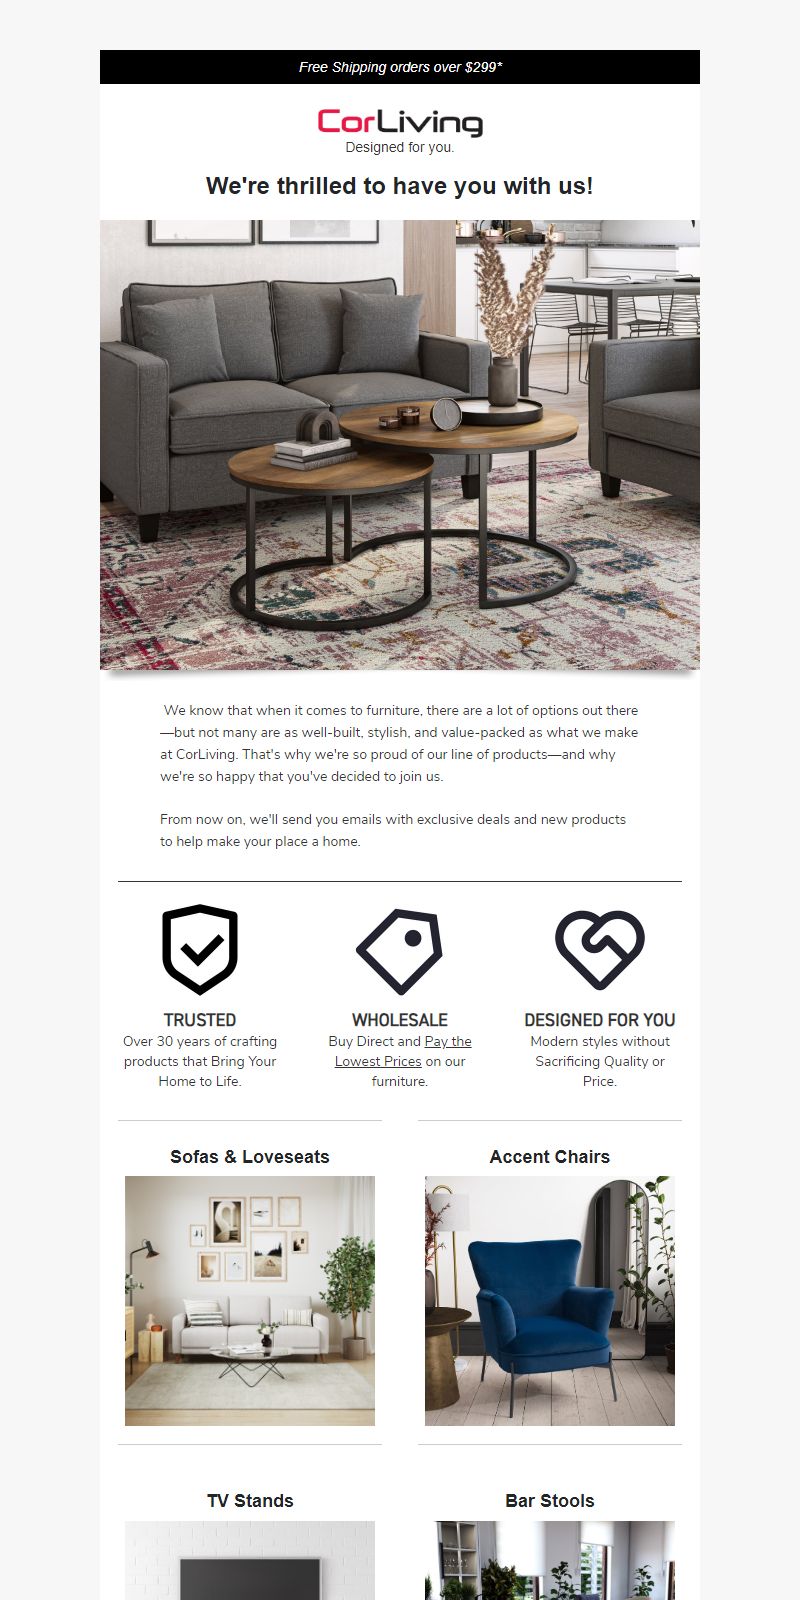 Free Shipping orders over $299*
CorLiving
Designed for you.
We're thrilled to have you with us!
We know that when it comes to furniture, there are a lot of options out there
—but not many are as well-built, stylish, and value-packed as what we make
at CorLiving. That's why we're so proud of our line of products—and why
we're so happy that you've decided to join us.
From now on, we'll send you emails with exclusive deals and new products
to help make your place a home.
TRUSTED
Over 30 years of crafting
products that Bring Your
Home to Life.
WHOLESALE
Buy Direct and Pay the
Lowest Prices on our
furniture.
DESIGNED FOR YOU
Modern styles without
Sacrificing Quality or
Price.
Sofas & Loveseats
Accent Chairs
TV Stands
Bar Stools